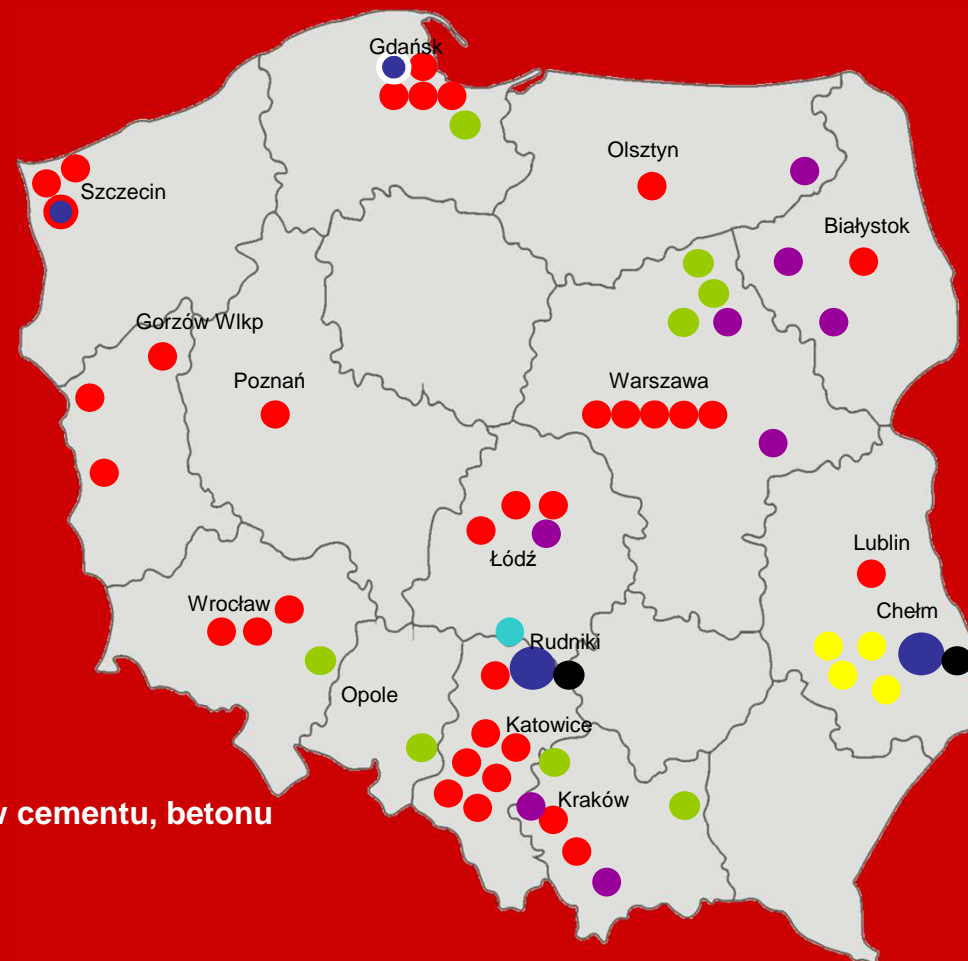 Gdańsk
Olsztyn
Szczecin
Białystok
Gorzów Wlkp
Poznań
Warszawa
Lublin
Łódź
Chełm
Wrocław
Rudniki
Opole
Katowice
Kraków
cementu, betonu